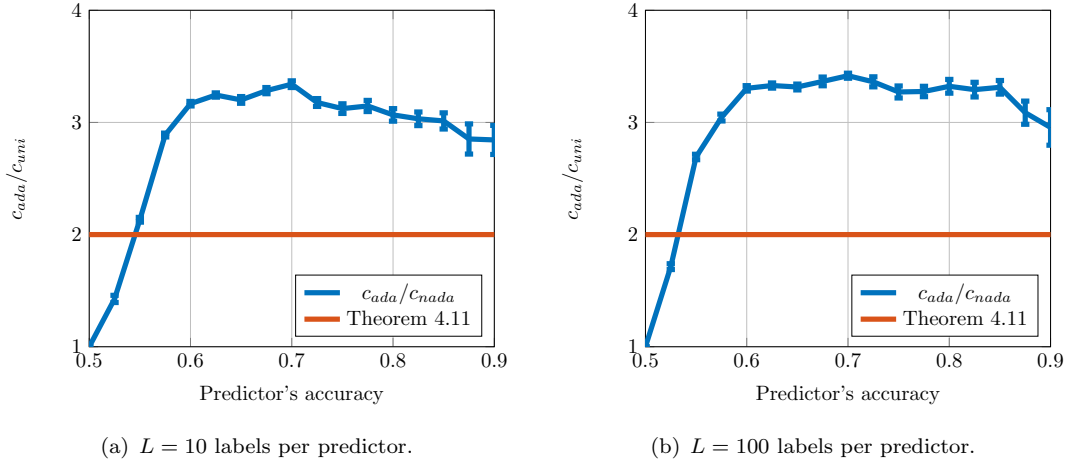 4
3
2
1
c_ada/c_uni
0.5 0.6 0.7 0.8 0.9
Predictor's accuracy
c_ada/c_nada
Theorem 4.11
(a) L = 10 labels per predictor.
4
3
2
1
c_ada/c_uni
0.5 0.6 0.7 0.8 0.9
Predictor's accuracy
c_ada/c_nada
Theorem 4.11
(b) L = 100 labels per predictor.